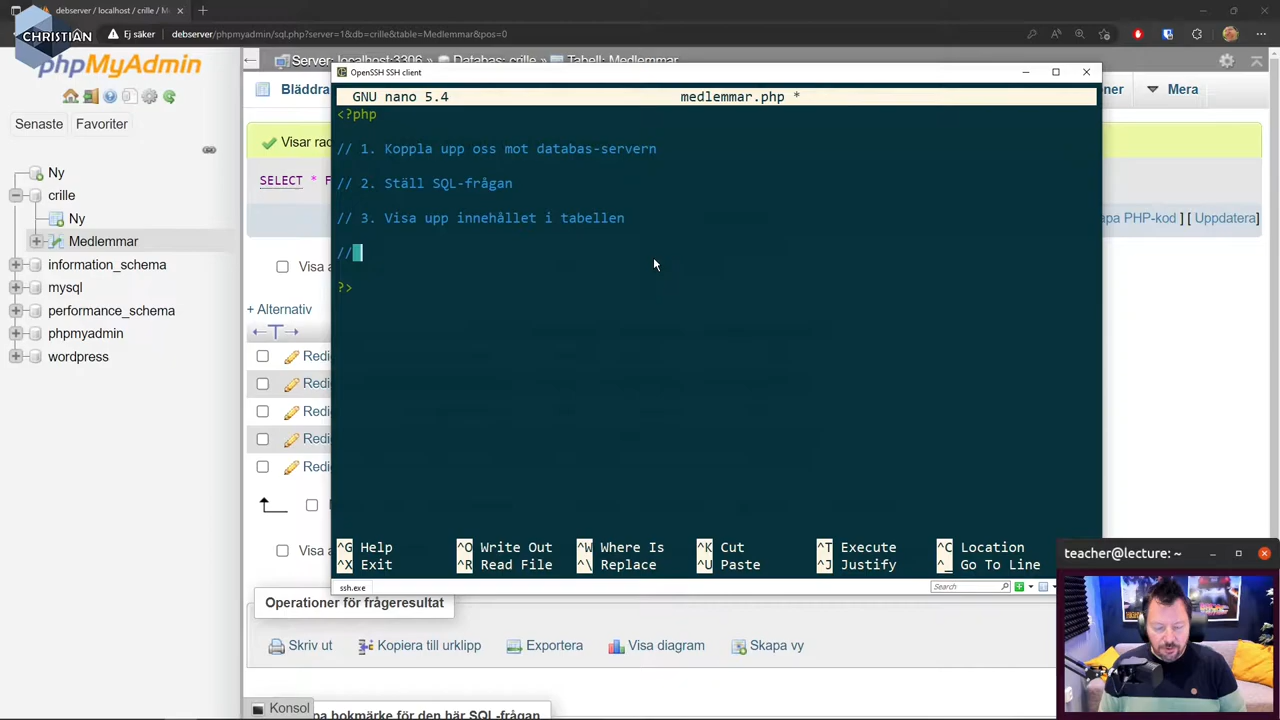 debserver / localhost / crille / M
CHRISTIAN
Ej säker
debserver/phpmyadmin/sql.php?server=1&db=crille&table=Medlemmar&pos=0
phpMyAdmin
Server: localhost:3306 » Databas: crille » Tabell: Medlemmar
OpenSSH SSH client
Bläddra
Mera
GNU nano 5.4
medlemmar.php *
<?php
Senaste
Favoriter
Visar rad
// 1. Koppla upp oss mot databas-servern
Ny
SELECT * F
// 2. Ställ SQL-frågan
crille
Ny
// 3. Visa upp innehållet i tabellen
apa PHP-kod ] [ Uppdatera]
Medlemmar
//
information_schema
Visa a
mysql
?>
performance_schema
+ Alternativ
phpmyadmin
←T→
wordpress
Redi
Redi
Redi
Redi
Redi
Visa a
^G Help
^O Write Out
^W Where Is
^K Cut
^T Execute
^C Location
^X Exit
^R Read File
^\ Replace
^U Paste
^J Justify
^_ Go To Line
teacher@lecture: ~
ssh.exe
Search
Operationer för frågeresultat
Skriv ut
Kopiera till urklipp
Exportera
Visa diagram
Skapa vy
Konsol
pa bokmärke för den här SQL-frågan